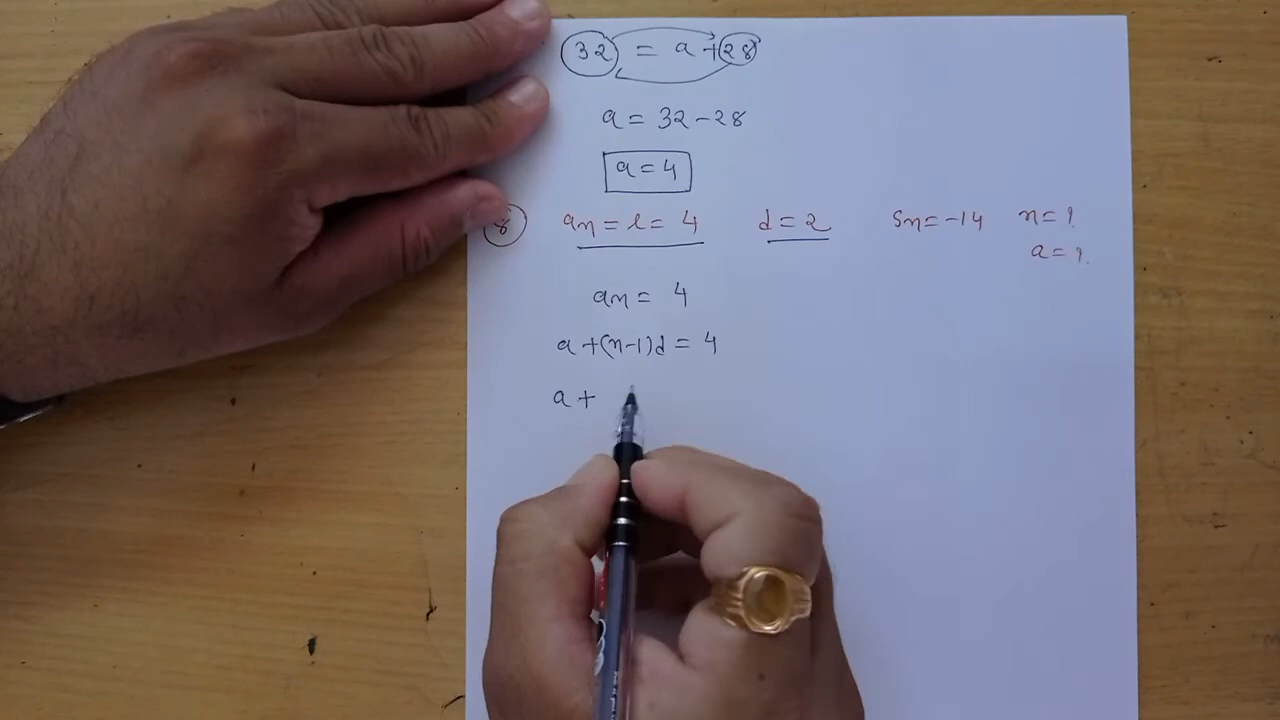 32 = a+28
a = 32-28
a = 4
8 an = l = 4 d = 2 Sn = -14 n = ?
a = ?
an = 4
a + (n-1)d = 4
a +